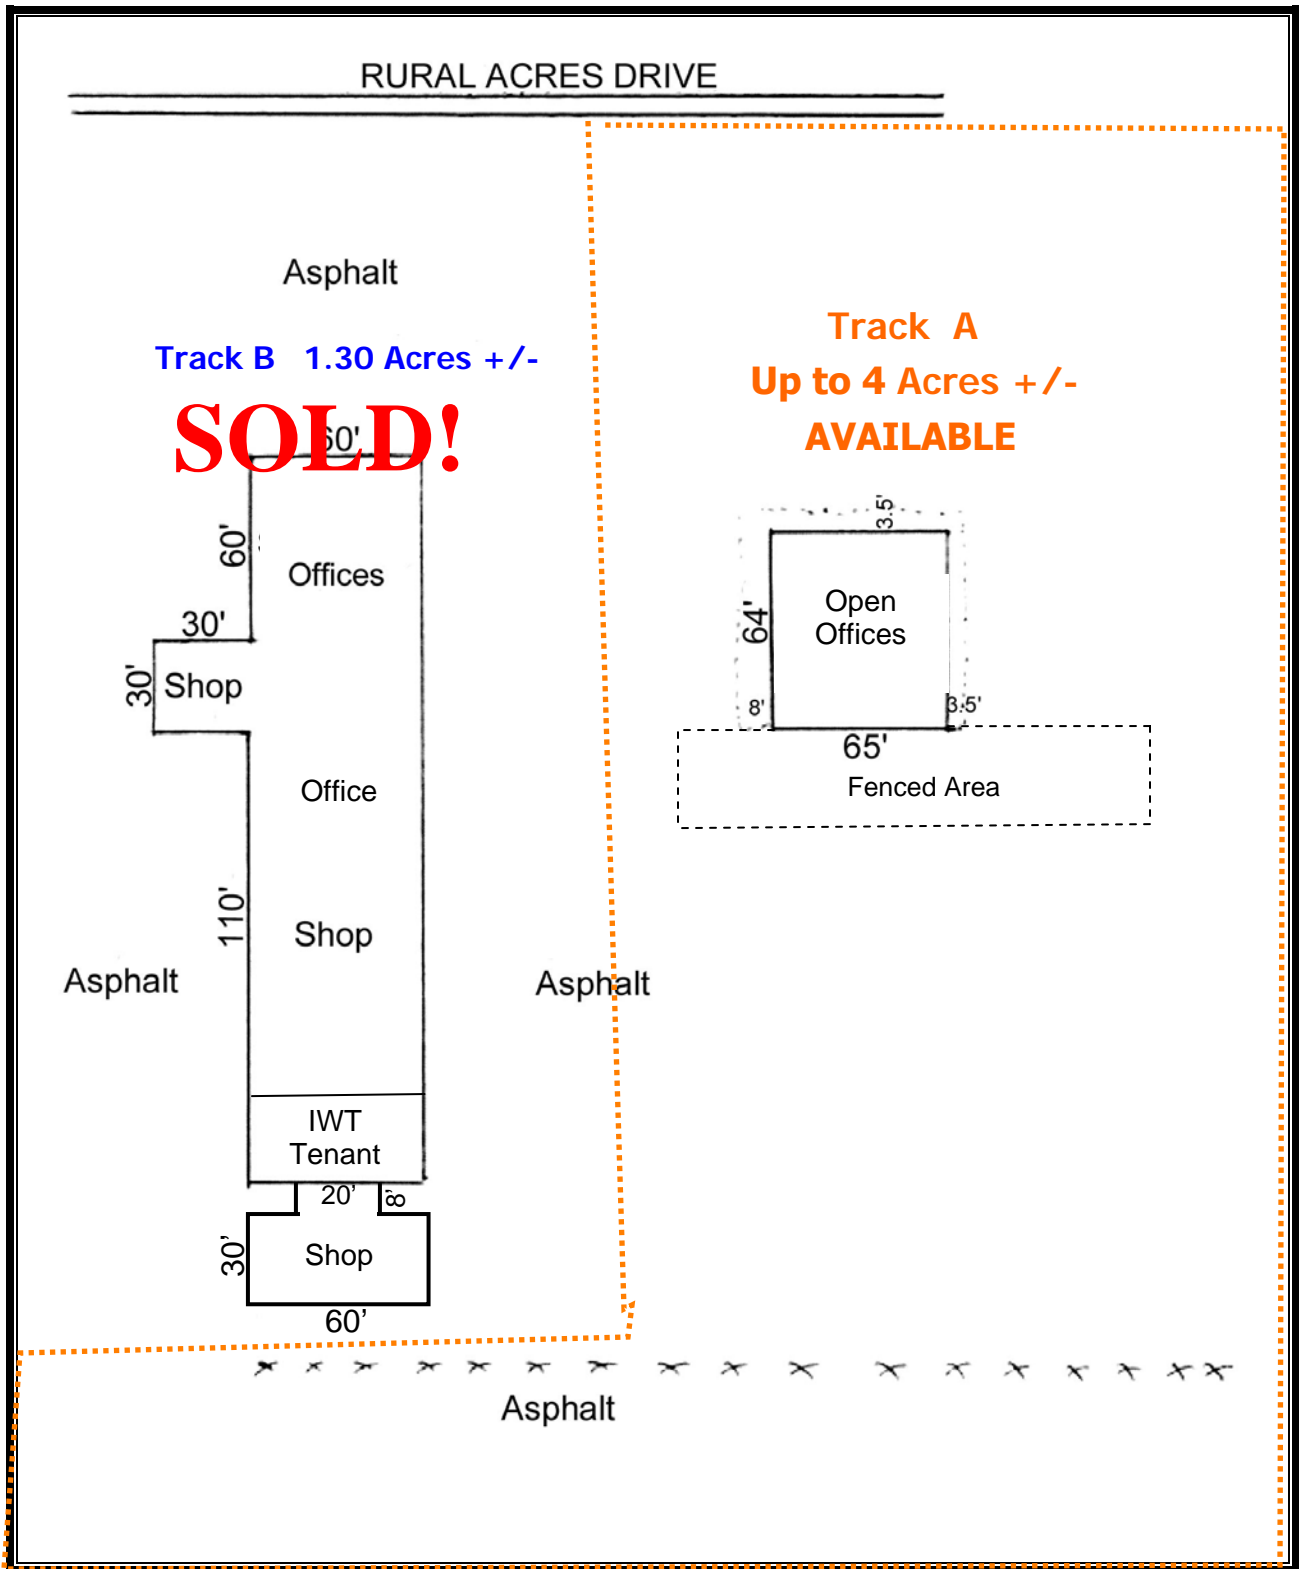 RURAL ACRES DRIVE
Asphalt
Track B 1.30 Acres +/-
SOLD!
60'
60'
Offices
30'
30'
Shop
Office
110'
Shop
Asphalt
Asphalt
IWT
Tenant
20’
8’
30’
Shop
60’
Track A
Up to 4 Acres +/-
AVAILABLE
3.5'
64'
Open
Offices
8'
3.5'
65'
Fenced Area
Asphalt